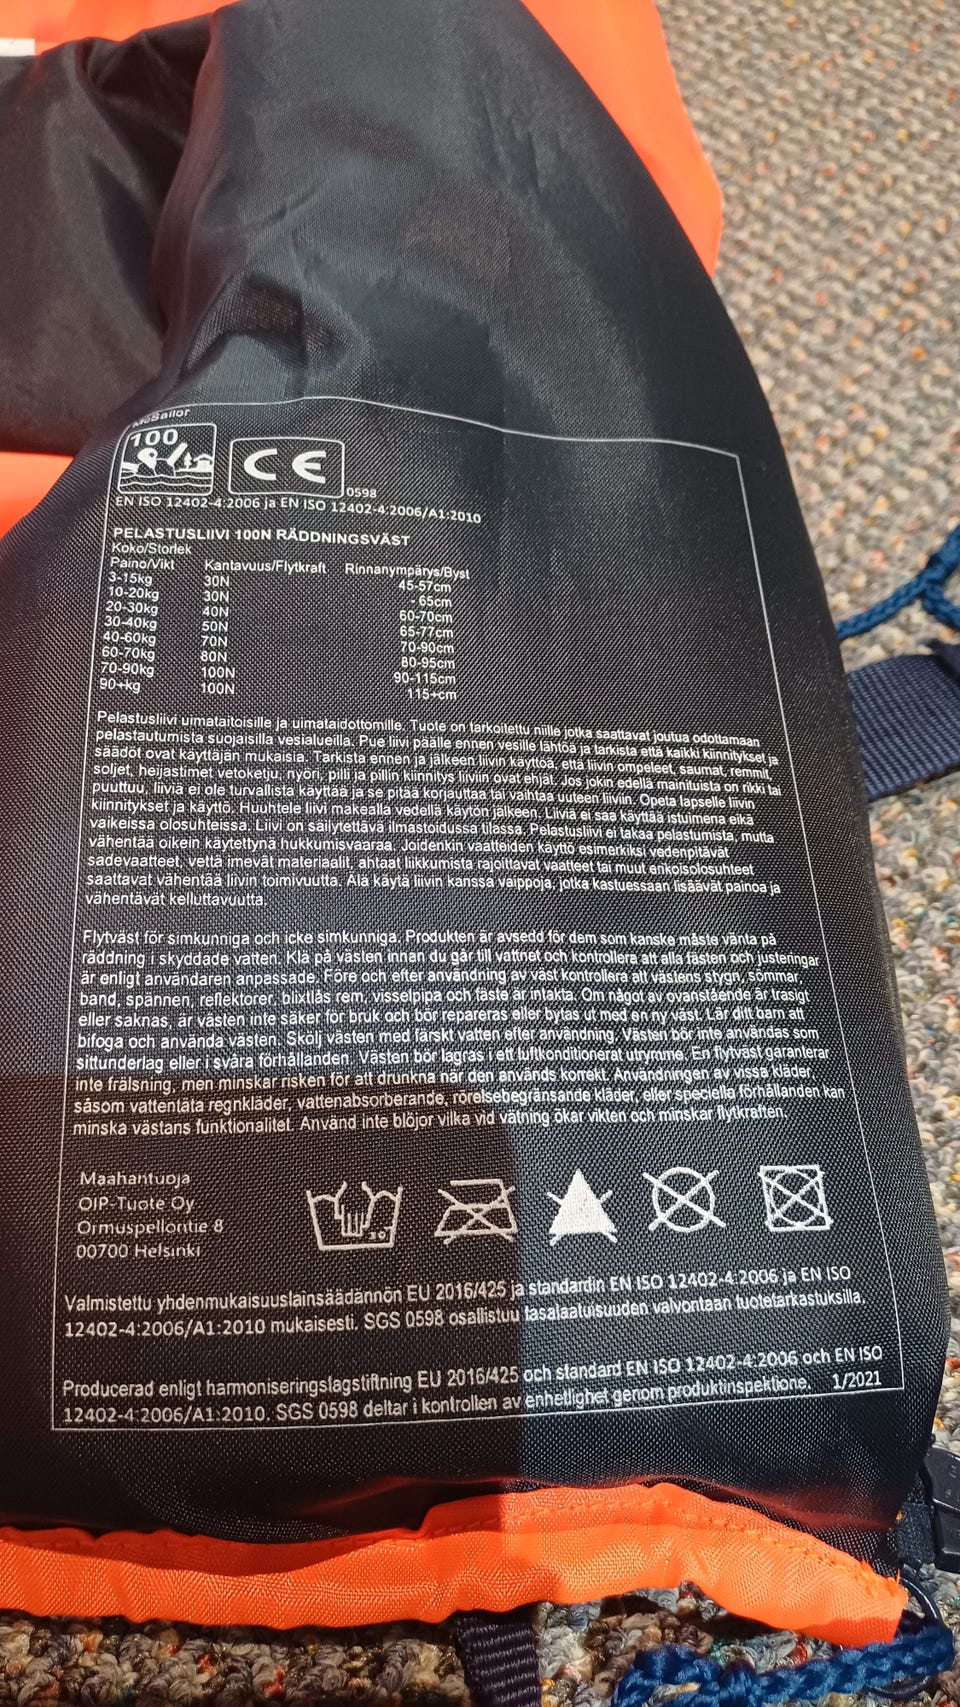 McSailor
100
CE
0598
EN ISO 12402-4:2006 ja EN ISO 12402-4:2006/A1:2010
PELASTUSLIIVI 100N RÄDDNINGSVÄST
Koko/Storlek
Paino/Vikt Kantavuus/Flytkraft Rinnanympärys/Byst
3-15kg 30N 45-57cm
10-20kg 30N - 65cm
20-30kg 40N 60-70cm
30-40kg 50N 65-77cm
40-60kg 70N 70-90cm
60-70kg 80N 80-95cm
70-90kg 100N 90-115cm
90+kg 100N 115+cm
Pelastusliivi uimataitoisille ja uimataidottomille. Tuote on tarkoitettu niille jotka saattavat joutua odottamaan
pelastautumista suojaisilla vesialueilla. Pue liivi päälle ennen vesille lähtöä ja tarkista että kaikki kiinnitykset ja
säädöt ovat käyttäjän mukaisia. Tarkista ennen ja jälkeen liivin käyttöä, että liivin ompeleet, saumat, remmit,
soljet, heijastimet vetoketju, nyöri, pilli ja pillin kiinnitys liiviin ovat ehjät. Jos jokin edellä mainituista on rikki tai
puuttuu, liiviä ei ole turvallista käyttää ja se pitää korjauttaa tai vaihtaa uuteen liiviin. Opeta lapselle liivin
kiinnitykset ja käyttö. Huuhtele liivi makealla vedellä käytön jälkeen. Liiviä ei saa käyttää istuimena eikä
vaikeissa olosuhteissa. Liivi on säilytettävä ilmastoidussa tilassa. Pelastusliivi ei takaa pelastumista, mutta
vähentää oikein käytettynä hukkumisvaaraa. Joidenkin vaatteiden käyttö esimerkiksi vedenpitävät
sadevaatteet, vettä imevät materiaalit, ahtaat liikkumista rajoittavat vaatteet tai muut erikoisolosuhteet
saattavat vähentää liivin toimivuutta. Älä käytä liivin kanssa vaippoja, jotka kastuessaan lisäävät painoa ja
vähentävät kelluttavuutta.
Flytväst för simkunniga och icke simkunniga. Produkten är avsedd för dem som kanske måste vänta på
räddning i skyddade vatten. Klä på västen innan du går till vattnet och kontrollera att alla fästen och justeringar
är enligt användaren anpassade. Före och efter användning av väst kontrollera att västens stygn, sömmar,
band, spännen, reflektorer, blixtlås rem, visselpipa och fäste är intakta. Om något av ovanstående är trasigt
eller saknas, är västen inte säker för bruk och bör repareras eller bytas ut med en ny väst. Lär ditt barn att
bifoga och använda västen. Skölj västen med färskt vatten efter användning. Västen bör inte användas som
sittunderlag eller i svåra förhållanden. Västen bör lagras i ett luftkonditionerat utrymme. En flytväst garanterar
inte frälsning, men minskar risken för att drunkna när den används korrekt. Användningen av vissa kläder
såsom vattentäta regnkläder, vattenabsorberande, rörelsebegränsande kläder, eller speciella förhållanden kan
minska västans funktionalitet. Använd inte blöjor vilka vid vätning ökar vikten och minskar flytkraften.
Maahantuoja
OIP-Tuote Oy
Ormuspellontie 8
00700 Helsinki
30
Valmistettu yhdenmukaisuuslainsäädännön EU 2016/425 ja standardin EN ISO 12402-4:2006 ja EN ISO
12402-4:2006/A1:2010 mukaisesti. SGS 0598 osallistuu tasalaatuisuuden valvontaan tuotetarkastuksilla.
Producerad enligt harmoniseringslagstiftning EU 2016/425 och standard EN ISO 12402-4:2006 och EN ISO
12402-4:2006/A1:2010. SGS 0598 deltar i kontrollen av enhetlighet genom produktinspektione. 1/2021